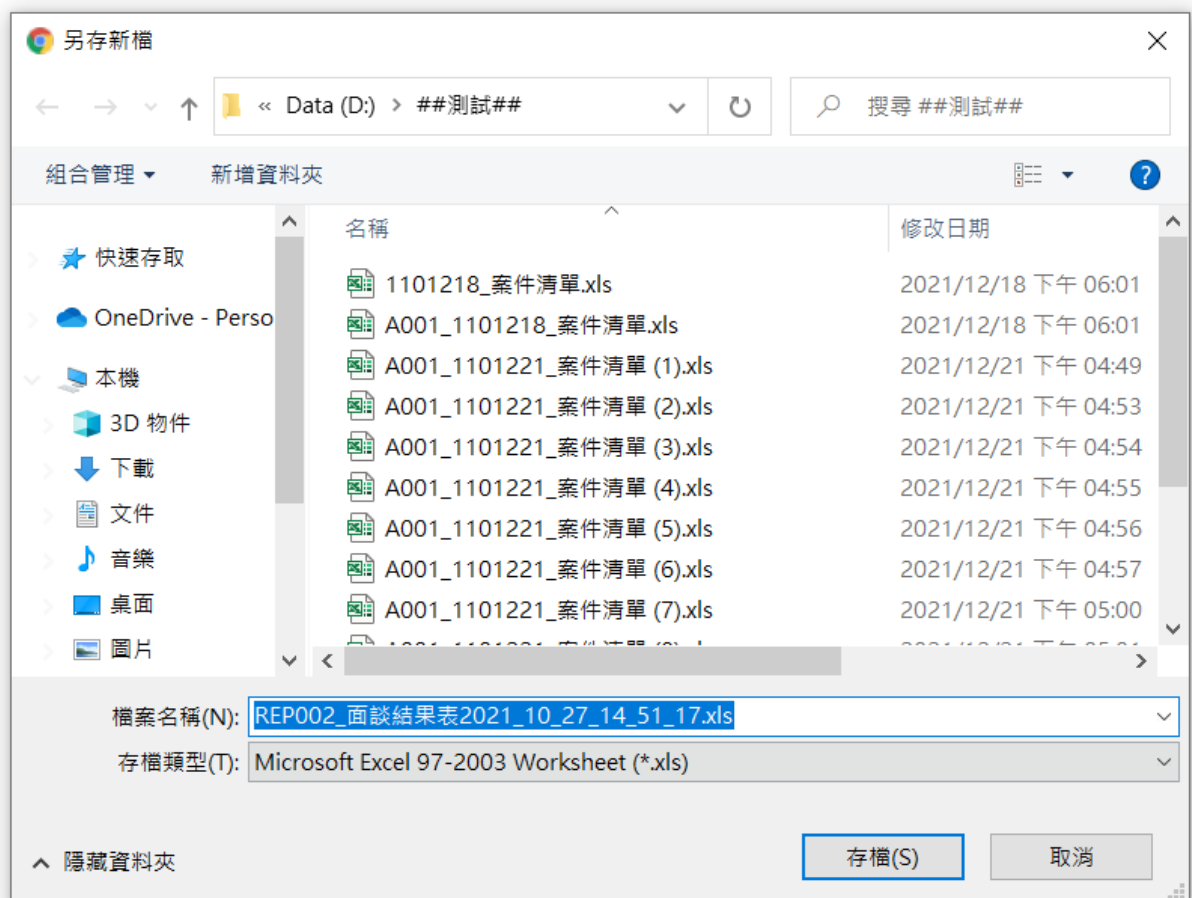 另存新檔
« Data (D:) > ##測試##
搜尋 ##測試##
組合管理 新增資料夾
名稱 修改日期
快速存取
OneDrive - Perso
本機
3D 物件
下載
文件
音樂
桌面
圖片
1101218_案件清單.xls 2021/12/18 下午 06:01
A001_1101218_案件清單.xls 2021/12/18 下午 06:01
A001_1101221_案件清單 (1).xls 2021/12/21 下午 04:49
A001_1101221_案件清單 (2).xls 2021/12/21 下午 04:53
A001_1101221_案件清單 (3).xls 2021/12/21 下午 04:54
A001_1101221_案件清單 (4).xls 2021/12/21 下午 04:55
A001_1101221_案件清單 (5).xls 2021/12/21 下午 04:56
A001_1101221_案件清單 (6).xls 2021/12/21 下午 04:57
A001_1101221_案件清單 (7).xls 2021/12/21 下午 05:00
檔案名稱(N): REP002_面談結果表2021_10_27_14_51_17.xls
存檔類型(T): Microsoft Excel 97-2003 Worksheet (*.xls)
隱藏資料夾
存檔(S) 取消